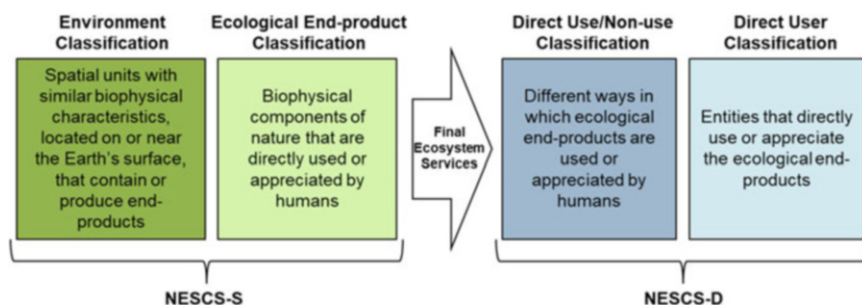 Environment
Classification
Ecological End-product
Classification
Direct Use/Non-use
Classification
Direct User
Classification
Spatial units with
similar biophysical
characteristics,
located on or near
the Earth's surface,
that contain or
produce end-
products
Biophysical
components of
nature that are
directly used or
appreciated by
humans
Final
Ecosystem
Services
Different ways in
which ecological
end-products are
used or
appreciated by
humans
Entities that directly
use or appreciate
the ecological end-
products
NESCS-S
NESCS-D